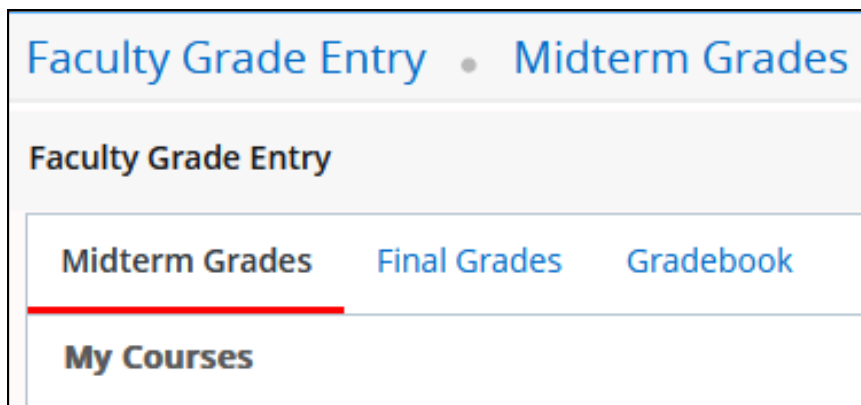 Faculty Grade Entry • Midterm Grades
Faculty Grade Entry
Midterm Grades Final Grades Gradebook
My Courses